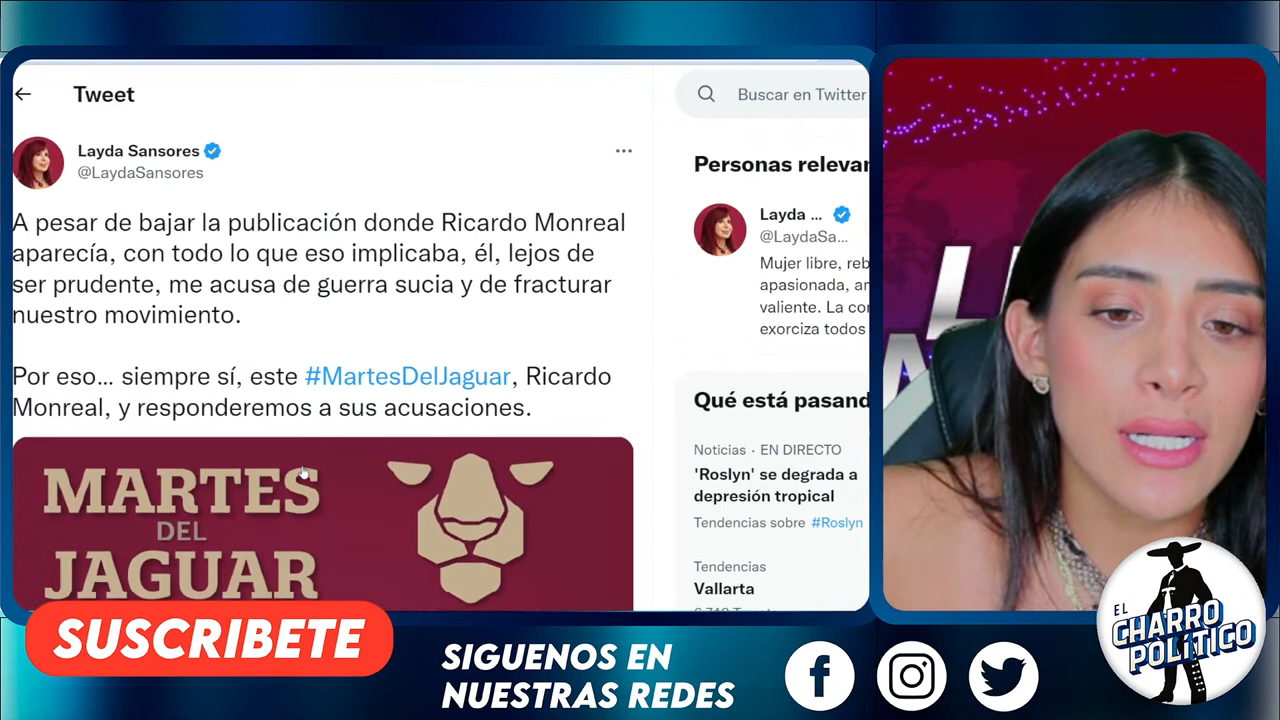 Tweet
Layda Sansores
@LaydaSansores
A pesar de bajar la publicación donde Ricardo Monreal
aparecía, con todo lo que eso implicaba, él, lejos de
ser prudente, me acusa de guerra sucia y de fracturar
nuestro movimiento.
Por eso... siempre sí, este #MartesDelJaguar, Ricardo
Monreal, y responderemos a sus acusaciones.
MARTES
DEL
JAGUAR
Buscar en Twitter
Personas relevan
Layda ...
@LaydaSa...
Mujer libre, reb
apasionada, am
valiente. La co
exorciza todos
Qué está pasand
Noticias · EN DIRECTO
'Roslyn' se degrada a
depresión tropical
Tendencias sobre #Roslyn
Tendencias
Vallarta
SUSCRIBETE
SIGUENOS EN
NUESTRAS REDES
EL
CHARRO
POLÍTICO